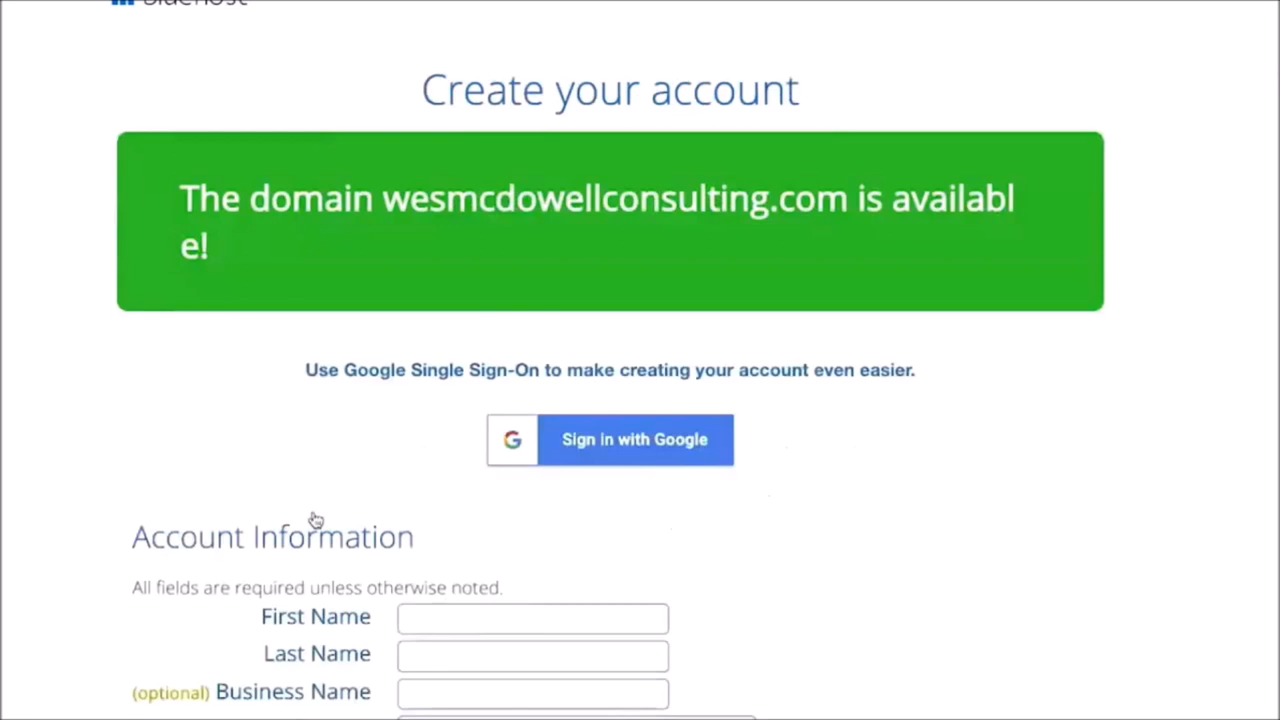 Create your account
The domain wesmcdowellconsulting.com is availabl
e!
Use Google Single Sign-On to make creating your account even easier.
G Sign in with Google
Account Information
All fields are required unless otherwise noted.
First Name
Last Name
(optional) Business Name